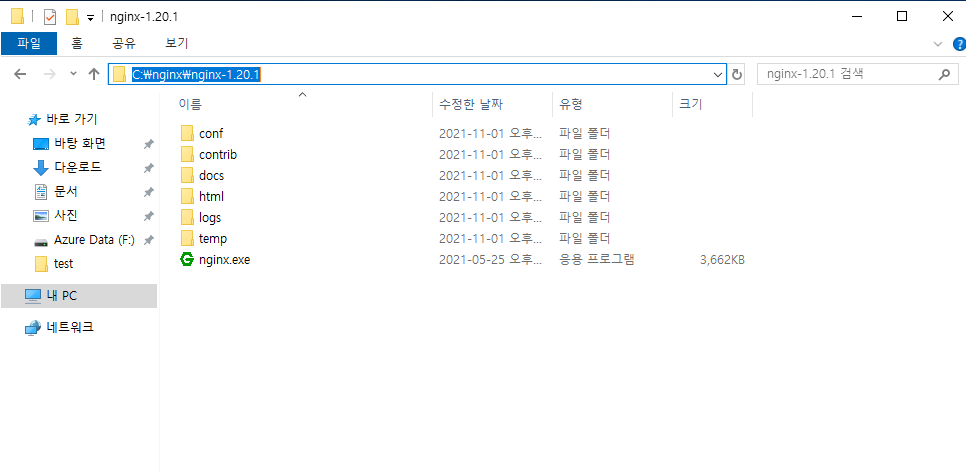 nginx-1.20.1
파일 홈 공유 보기
C:₩nginx₩nginx-1.20.1 nginx-1.20.1 검색
이름 수정한 날짜 유형 크기
바로 가기
바탕 화면
다운로드
문서
사진
Azure Data (F:)
test
내 PC
네트워크
conf 2021-11-01 오후... 파일 폴더
contrib 2021-11-01 오후... 파일 폴더
docs 2021-11-01 오후... 파일 폴더
html 2021-11-01 오후... 파일 폴더
logs 2021-11-01 오후... 파일 폴더
temp 2021-11-01 오후... 파일 폴더
nginx.exe 2021-05-25 오후... 응용 프로그램 3,662KB